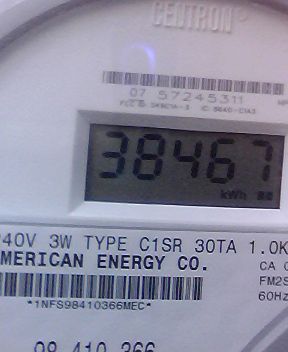 CENTRON
07 57245311
38467
kWh
240V 3W TYPE C1SR 30TA 1.0K
MERICAN ENERGY CO.
CA
FM2S
60Hz
*1NFS98410366MEC*
98 410 366